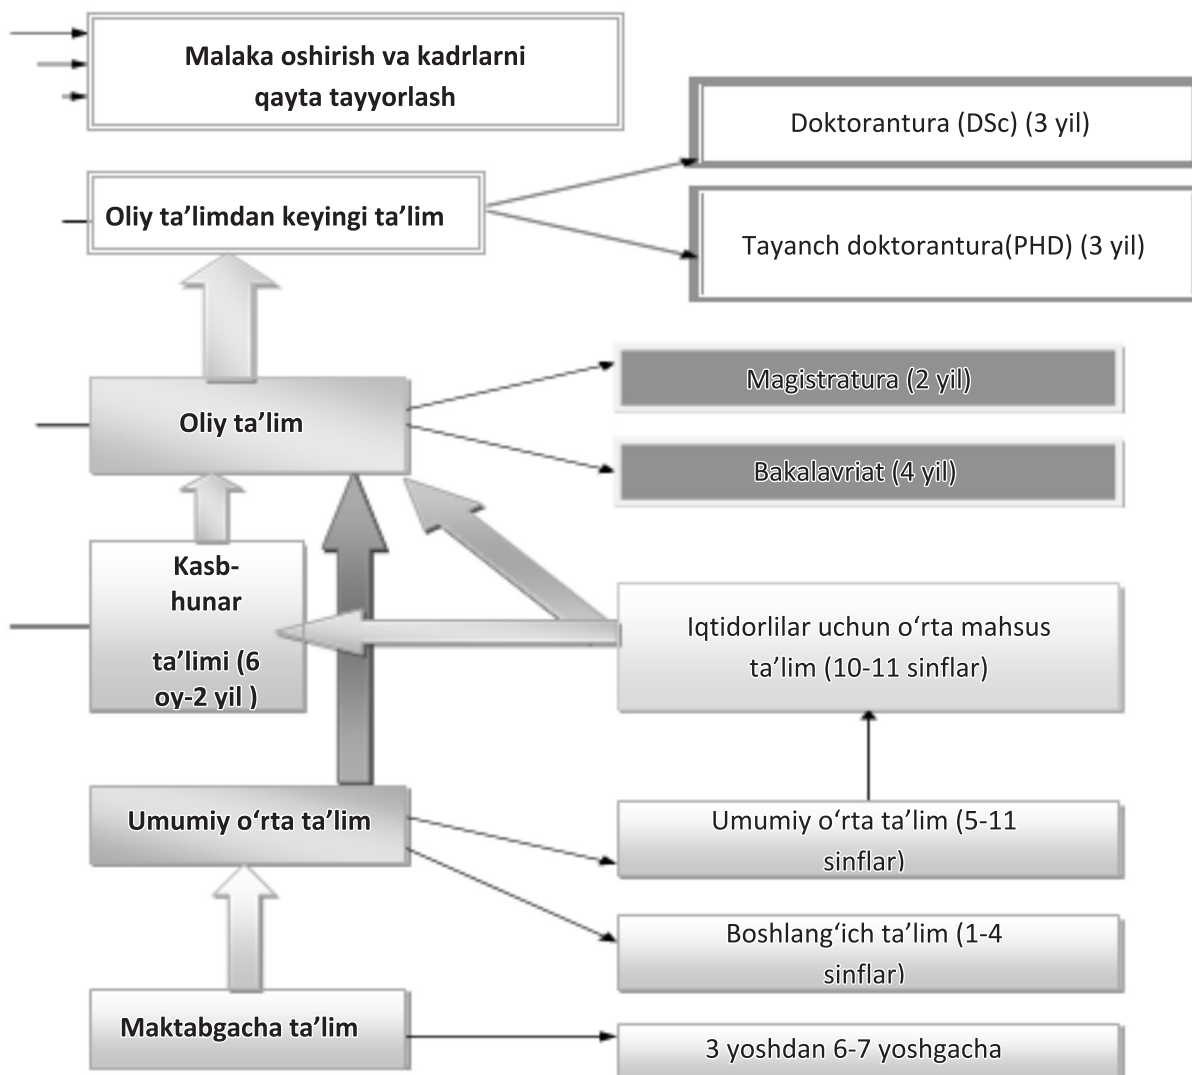 Malaka oshirish va kadrlarni
qayta tayyorlash
Doktorantura (DSc) (3 yil)
Oliy ta’limdan keyingi ta’lim
Tayanch doktorantura(PHD) (3 yil)
Magistratura (2 yil)
Oliy ta’lim
Bakalavriat (4 yil)
Kasb-
hunar
ta’limi (6
oy-2 yil )
Iqtidorlilar uchun o‘rta mahsus
ta’lim (10-11 sinflar)
Umumiy o‘rta ta’lim
Umumiy o‘rta ta’lim (5-11
sinflar)
Boshlang‘ich ta’lim (1-4
sinflar)
Maktabgacha ta’lim
3 yoshdan 6-7 yoshgacha